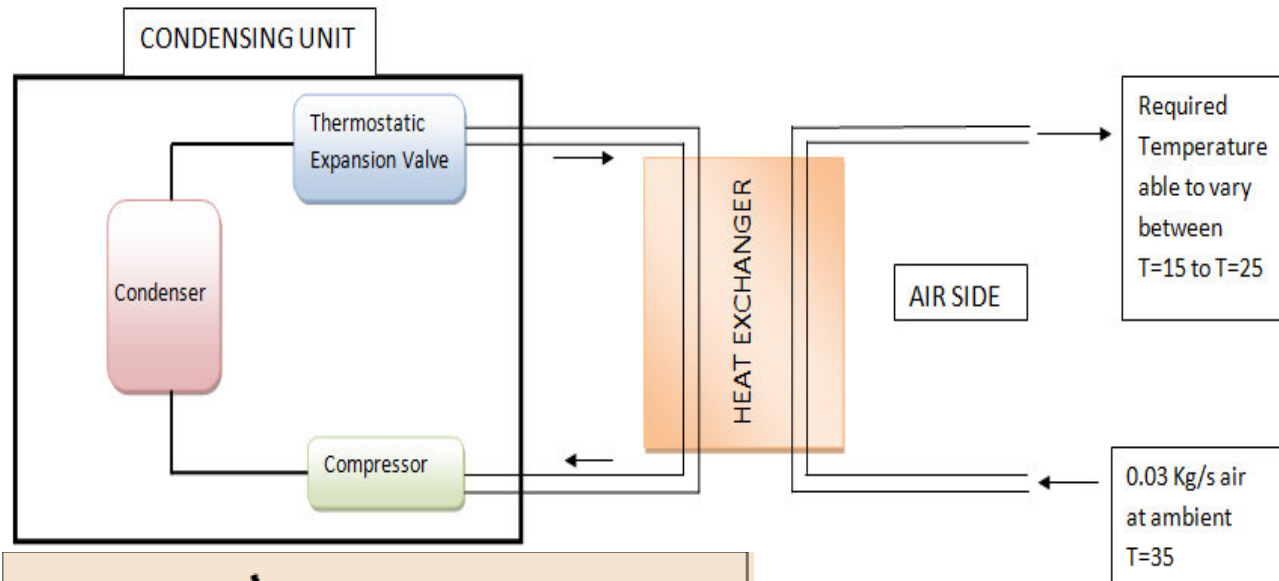 CONDENSING UNIT
Thermostatic
Expansion Valve
Condenser
Compressor
HEAT EXCHANGER
AIR SIDE
Required
Temperature
able to vary
between
T=15 to T=25
0.03 Kg/s air
at ambient
T=35